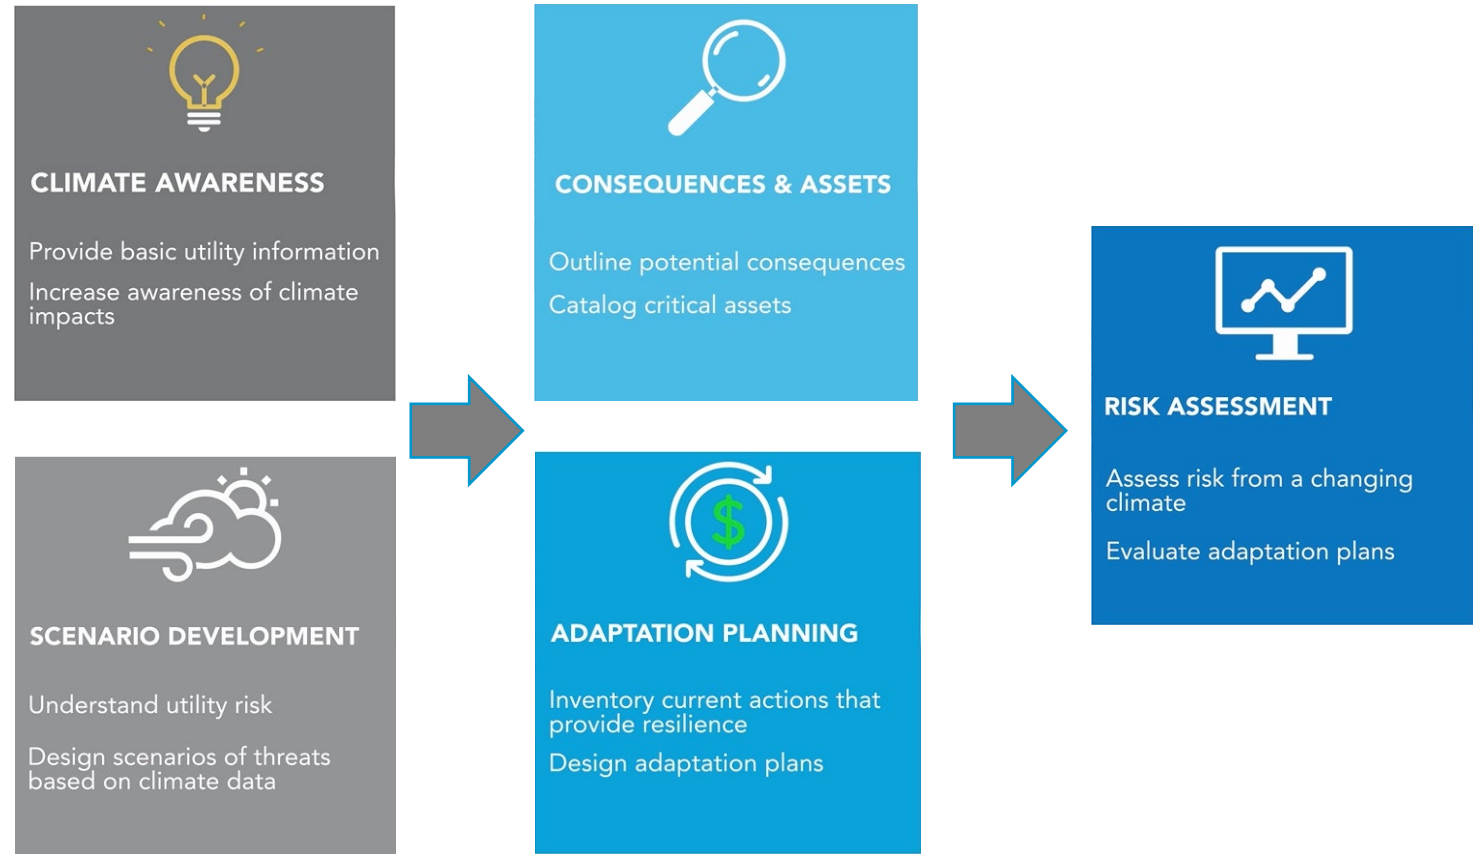 CLIMATE AWARENESS
Provide basic utility information
Increase awareness of climate
impacts
SCENARIO DEVELOPMENT
Understand utility risk
Design scenarios of threats
based on climate data
CONSEQUENCES & ASSETS
Outline potential consequences
Catalog critical assets
$
ADAPTATION PLANNING
Inventory current actions that
provide resilience
Design adaptation plans
RISK ASSESSMENT
Assess risk from a changing
climate
Evaluate adaptation plans